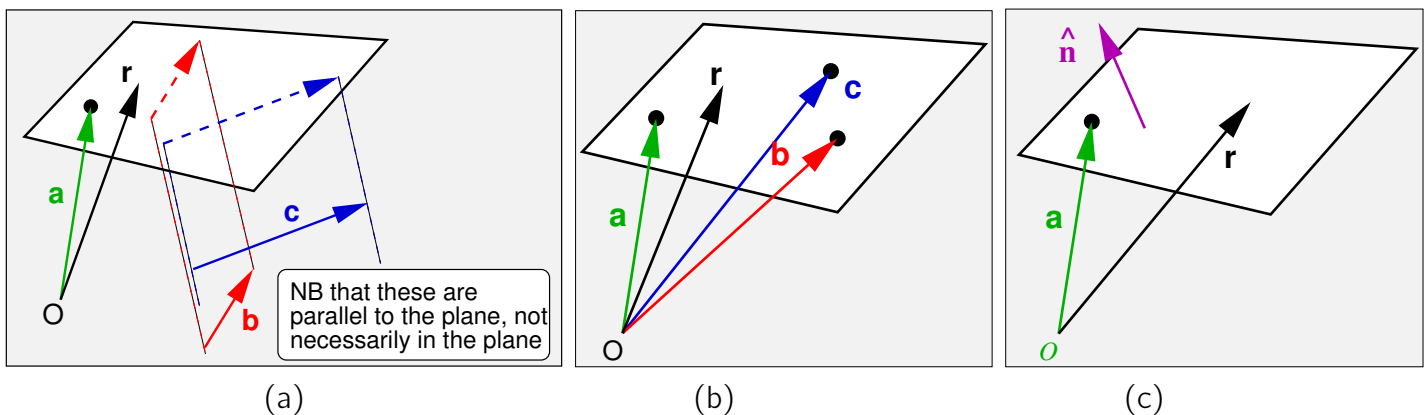 r
a
O
c
b
NB that these are
parallel to the plane, not
necessarily in the plane
(a)
r
c
b
a
O
(b)
n̂
r
a
O
(c)